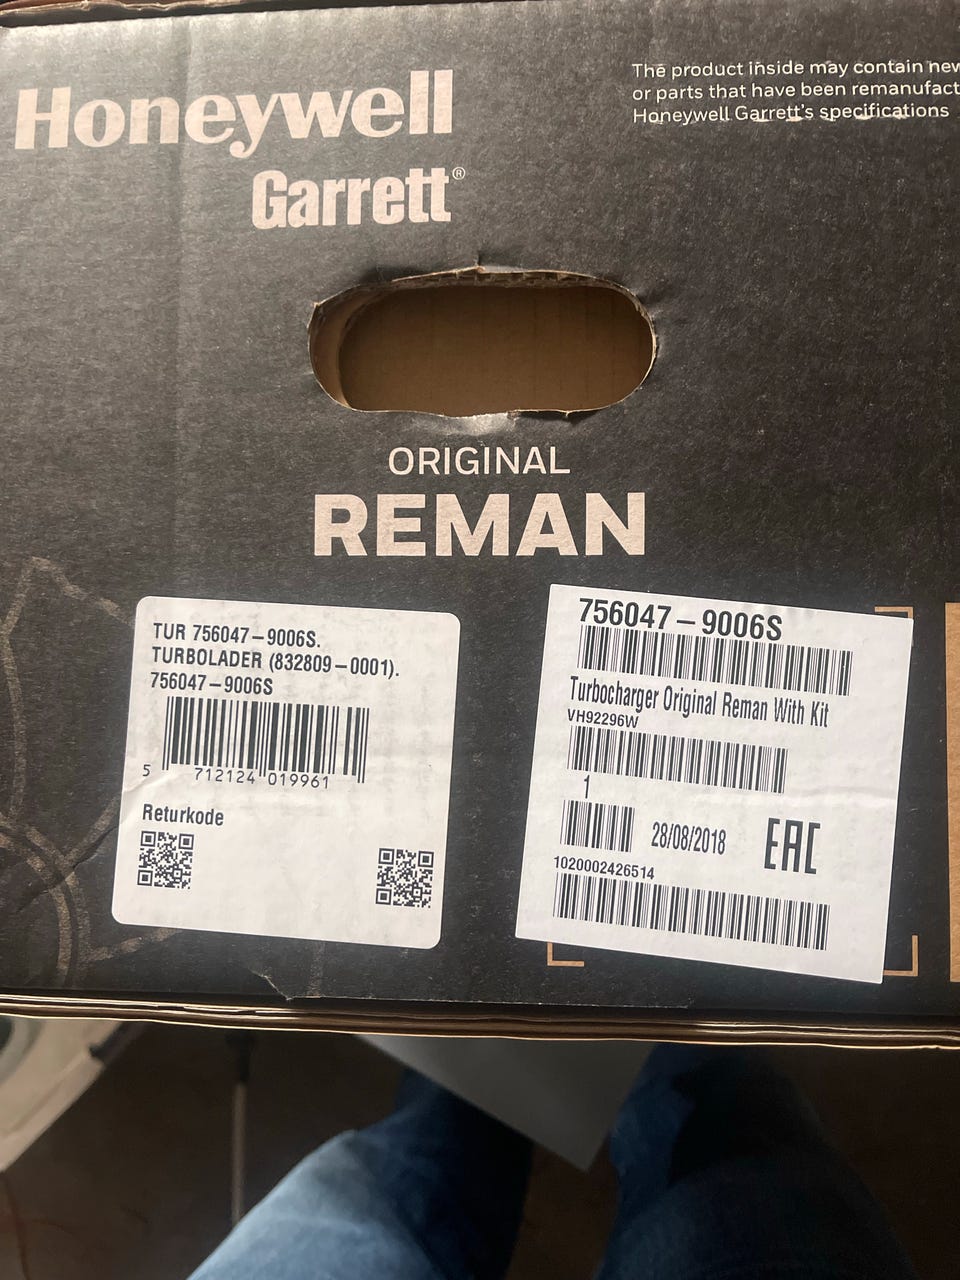 Honeywell
Garrett®
The product inside may contain new
or parts that have been remanufact
Honeywell Garrett's specifications
ORIGINAL
REMAN
TUR 756047-9006S.
TURBOLADER (832809-0001).
756047-9006S
5 712124 019961
Returkode
756047-9006S
Turbocharger Original Reman With Kit
VH92296W
1
28/08/2018
EAC
1020002426514